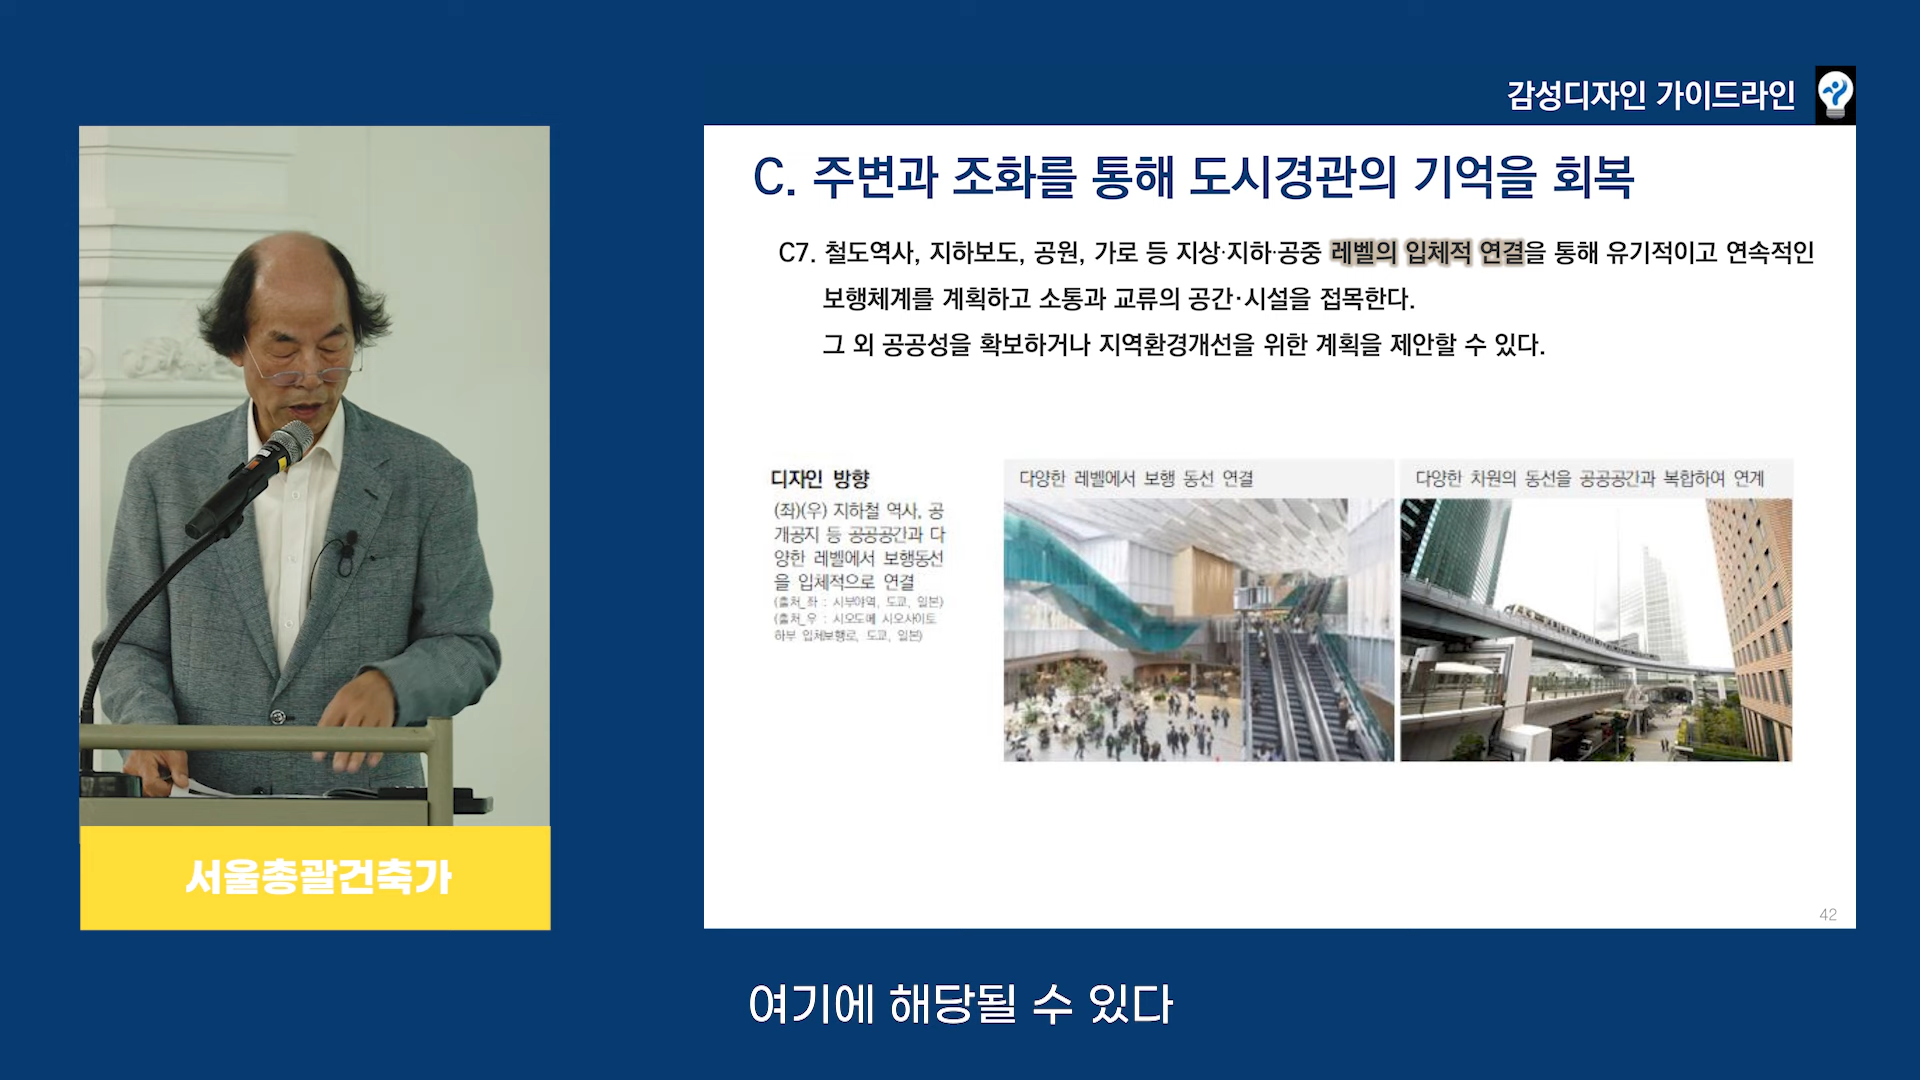 감성디자인 가이드라인
C. 주변과 조화를 통해 도시경관의 기억을 회복
C7. 철도역사, 지하보도, 공원, 가로 등 지상·지하·공중 레벨의 입체적 연결을 통해 유기적이고 연속적인
보행체계를 계획하고 소통과 교류의 공간·시설을 접목한다.
그 외 공공성을 확보하거나 지역환경개선을 위한 계획을 제안할 수 있다.
디자인 방향
(좌)(우) 지하철 역사, 공
개공지 등 공공공간과 다
양한 레벨에서 보행동선
을 입체적으로 연결
(출처_좌 : 시부야역, 도쿄, 일본)
(출처_우 : 시오도메 시오사이트
하부 입체보행로, 도쿄, 일본)
다양한 레벨에서 보행 동선 연결
다양한 차원의 동선을 공공공간과 복합하여 연계
42
서울총괄건축가
여기에 해당될 수 있다